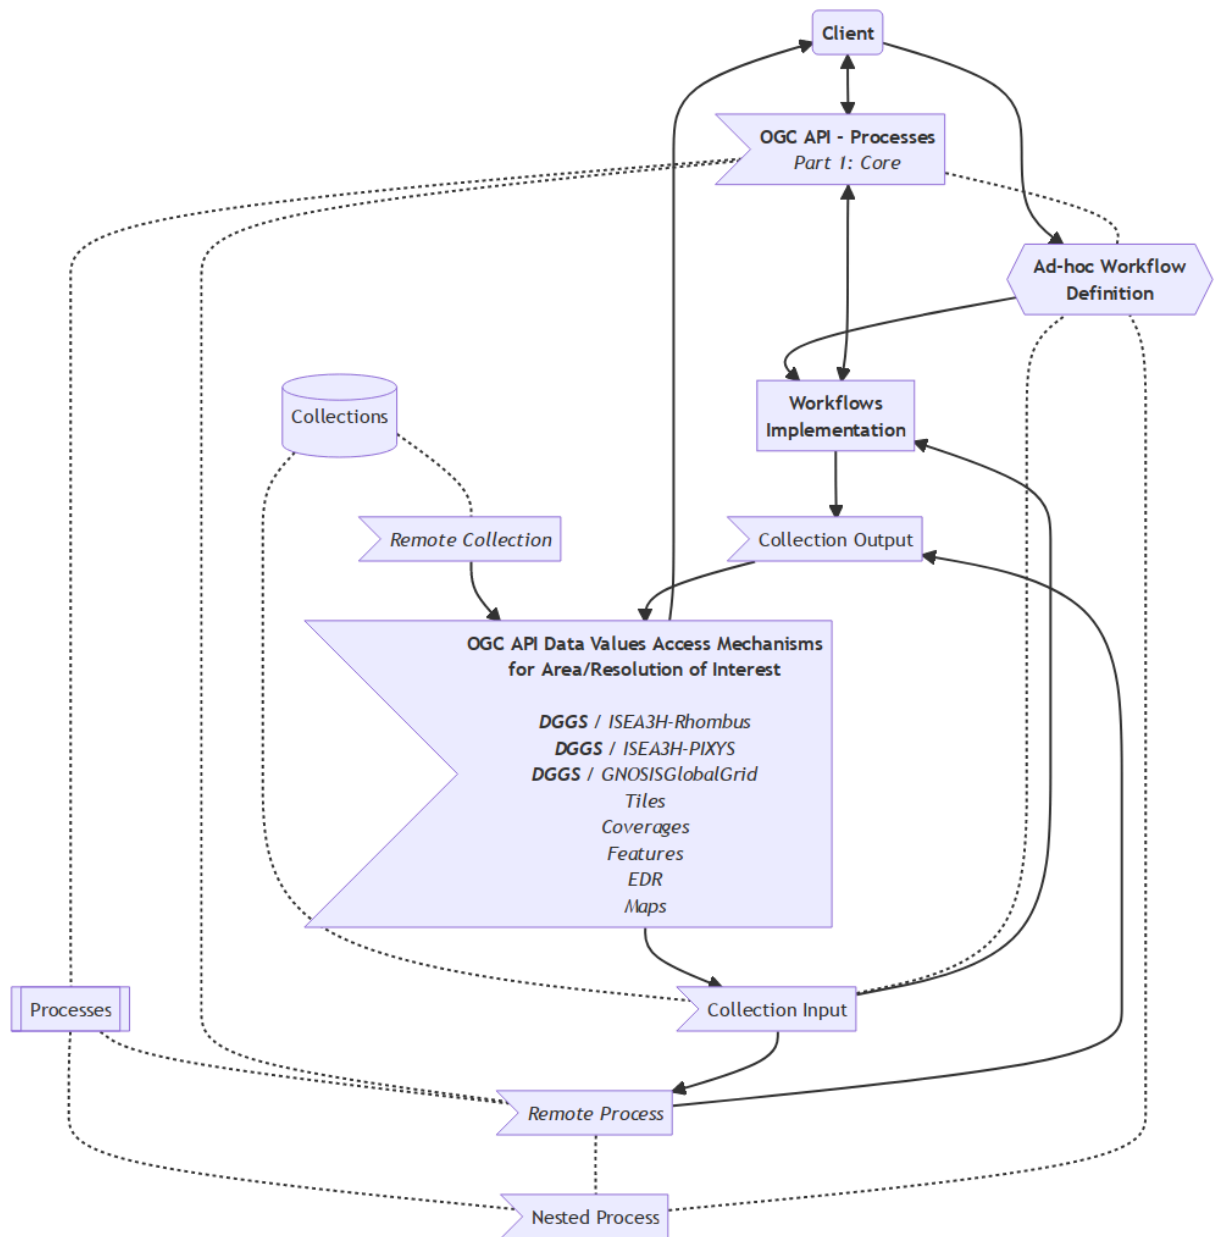 Client
OGC API - Processes
Part 1: Core
Ad-hoc Workflow
Definition
Collections
Workflows
Implementation
Remote Collection
Collection Output
OGC API Data Values Access Mechanisms
for Area/Resolution of Interest
DGGS / ISEA3H-Rhombus
DGGS / ISEA3H-PIXYS
DGGS / GNOSISGlobalGrid
Tiles
Coverages
Features
EDR
Maps
Processes
Collection Input
Remote Process
Nested Process